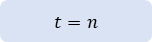 t = n